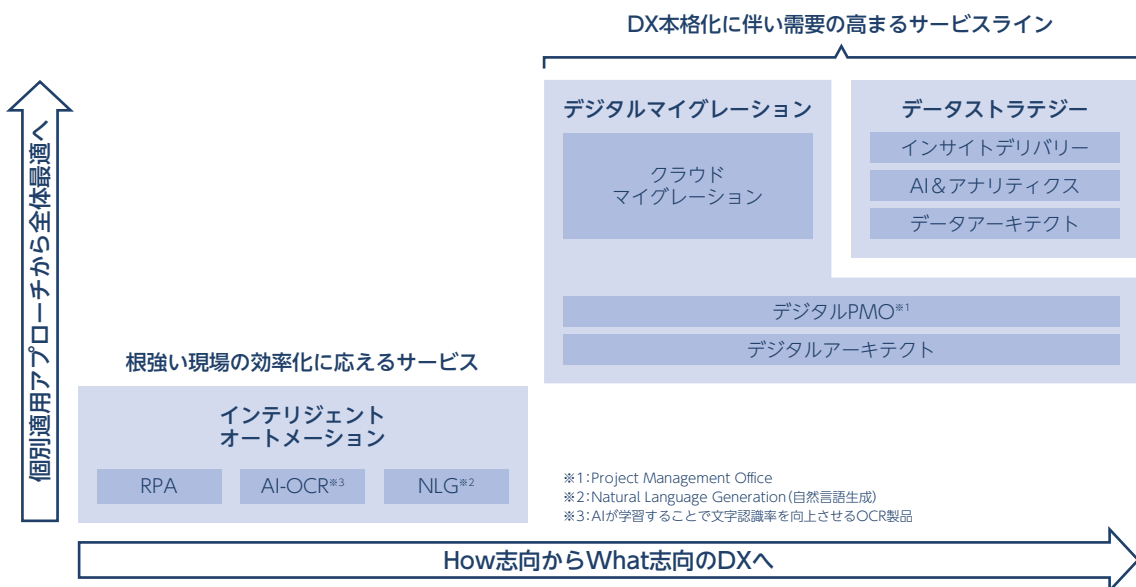 DX本格化に伴い需要の高まるサービスライン
デジタルマイグレーション
クラウド
マイグレーション
データストラテジー
インサイトデリバリー
AI&アナリティクス
データアーキテクト
デジタルPMO※1
デジタルアーキテクト
個別適用アプローチから全体最適へ
根強い現場の効率化に応えるサービス
インテリジェント
オートメーション
RPA
AI-OCR※3
NLG※2
※1:Project Management Office
※2:Natural Language Generation(自然言語生成)
※3:AIが学習することで文字認識率を向上させるOCR製品
How志向からWhat志向のDXへ